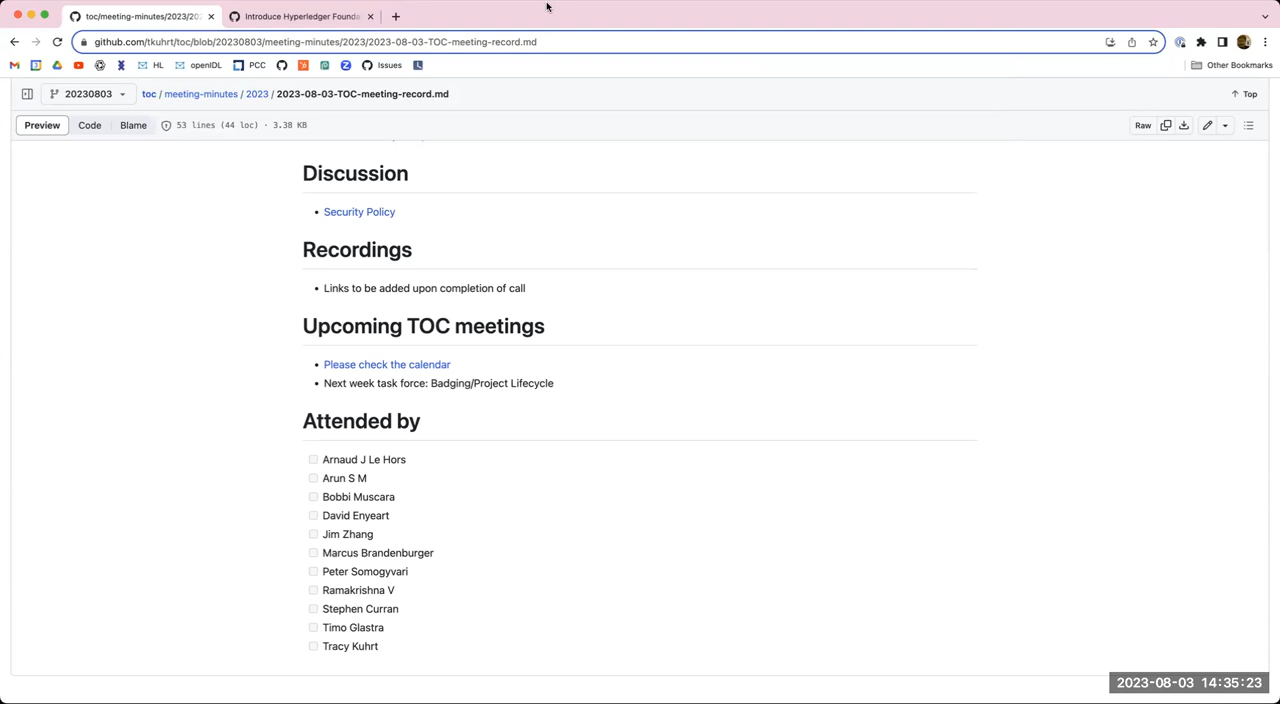 toc/meeting-minutes/2023/202
Introduce Hyperledger Founda
github.com/tkuhrt/toc/blob/20230803/meeting-minutes/2023/2023-08-03-TOC-meeting-record.md
HL
openIDL
PCC
Issues
Other Bookmarks
20230803
toc / meeting-minutes / 2023 / 2023-08-03-TOC-meeting-record.md
Top
Preview
Code
Blame
53 lines (44 loc) · 3.38 KB
Raw
Discussion
• Security Policy
Recordings
• Links to be added upon completion of call
Upcoming TOC meetings
• Please check the calendar
• Next week task force: Badging/Project Lifecycle
Attended by
Arnaud J Le Hors
Arun S M
Bobbi Muscara
David Enyeart
Jim Zhang
Marcus Brandenburger
Peter Somogyvari
Ramakrishna V
Stephen Curran
Timo Glastra
Tracy Kuhrt
2023-08-03 14:35:23